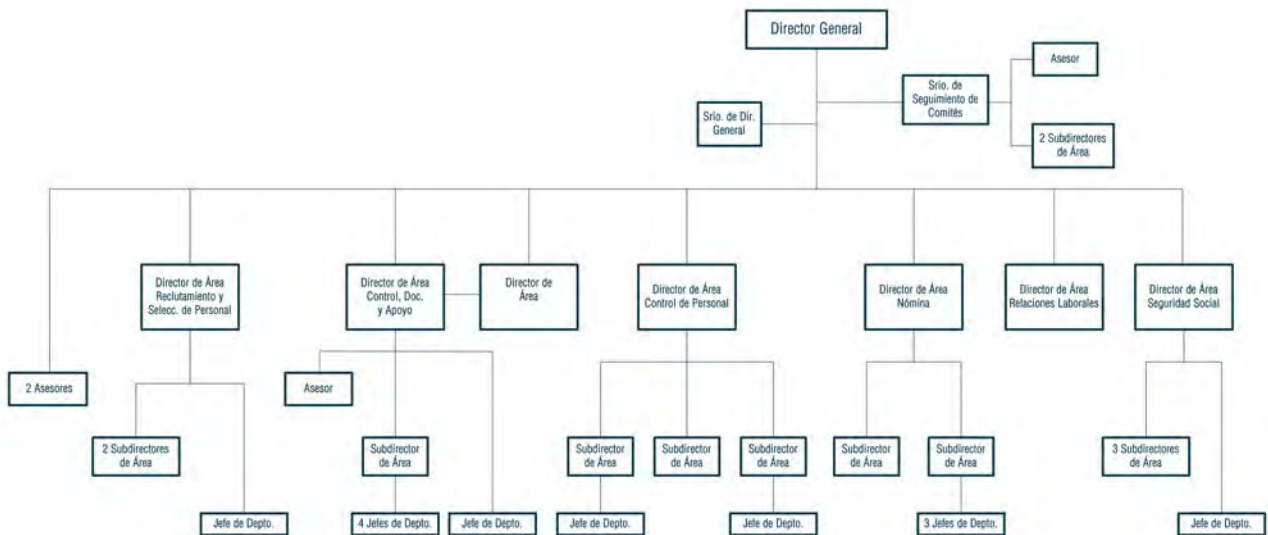 Director General
Asesor
Srio. de
Seguimiento de
Comités
Srio. de Dir.
General
2 Subdirectores
de Área
Director de Área
Reclutamiento y
Selecc. de Personal
Director de Área
Control, Doc.
y Apoyo
Director de
Área
Director de Área
Control de Personal
Director de Área
Nómina
Director de Área
Relaciones Laborales
Director de Área
Seguridad Social
2 Asesores
Asesor
2 Subdirectores
de Área
Subdirector
de Área
Subdirector
de Área
Subdirector
de Área
Subdirector
de Área
Subdirector
de Área
Subdirector
de Área
3 Subdirectores
de Área
Jefe de Depto.
4 Jefes de Depto.
Jefe de Depto.
Jefe de Depto.
Jefe de Depto.
3 Jefes de Depto.
Jefe de Depto.